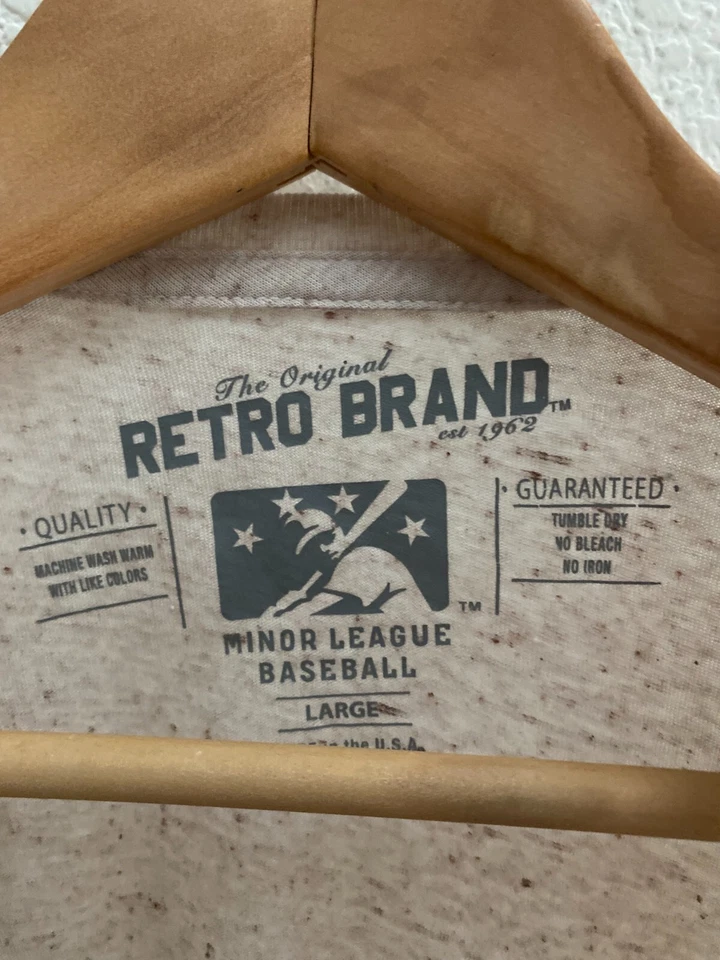 The Original
RETRO BRAND™
est 1962
· QUALITY ·
MACHINE WASH WARM
WITH LIKE COLORS
· GUARANTEED ·
TUMBLE DRY
NO BLEACH
NO IRON
TM
MINOR LEAGUE
BASEBALL
LARGE
the U.S.A.